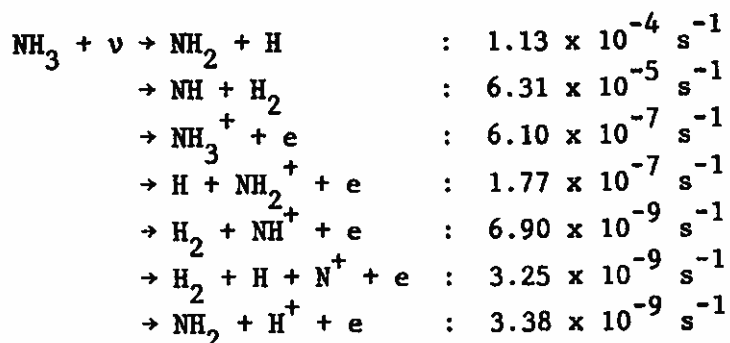 NH₃ + ν → NH₂ + H : 1.13 x 10⁻⁴ s⁻¹
→ NH + H₂ : 6.31 x 10⁻⁵ s⁻¹
→ NH₃⁺ + e : 6.10 x 10⁻⁷ s⁻¹
→ H + NH₂⁺ + e : 1.77 x 10⁻⁷ s⁻¹
→ H₂ + NH⁺ + e : 6.90 x 10⁻⁹ s⁻¹
→ H₂ + H + N⁺ + e : 3.25 x 10⁻⁹ s⁻¹
→ NH₂ + H⁺ + e : 3.38 x 10⁻⁹ s⁻¹